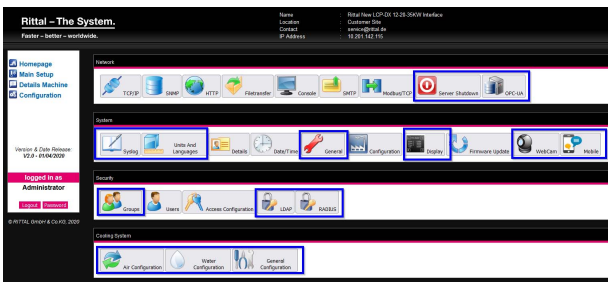 Rittal – The System.
Faster – better – worldwide.
Name : Rittal New LCP-DX 12-20-35KW Interface
Location : Customer Site
Contact : service@rittal.de
IP Address : 10.201.142.115
Homepage
Main Setup
Details Machine
Configuration
Version & Date Release:
V2.0 - 01/04/2020
logged in as
Administrator
Logout Password
© RITTAL GmbH & Co.KG. 2020
Network
TCP/IP SNMP HTTP Filetransfer Console SMTP Modbus/TCP Server Shutdown OPC-UA
System
Syslog Units And Languages Details Date/Time General Configuration Display Firmware Update WebCam Mobile
Security
Groups Users Access Configuration LDAP RADIUS
Cooling System
Air Configuration Water Configuration General Configuration